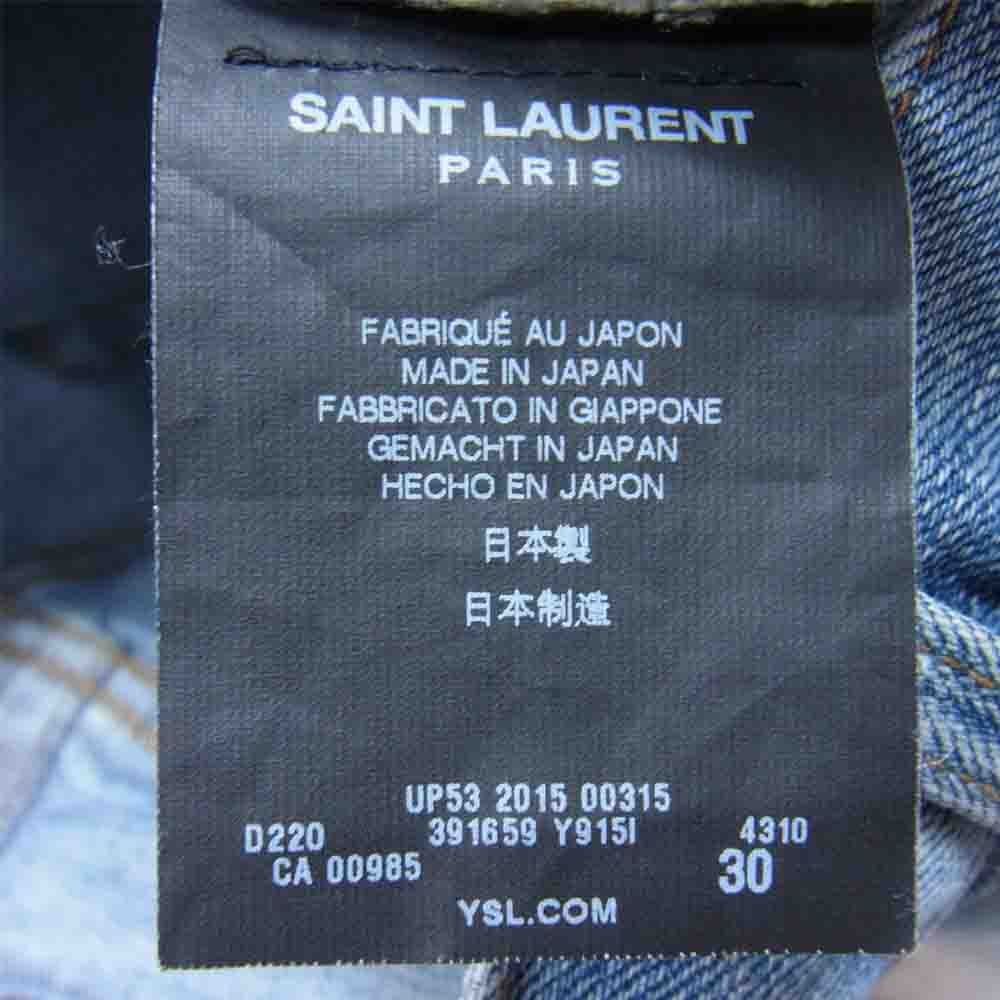 SAINT LAURENT
PARIS
FABRIQUÉ AU JAPON
MADE IN JAPAN
FABBRICATO IN GIAPPONE
GEMACHT IN JAPAN
HECHO EN JAPON
日本製
日本制造
UP53 2015 00315
D220 391659 Y915I 4310
CA 00985 30
YSL.COM